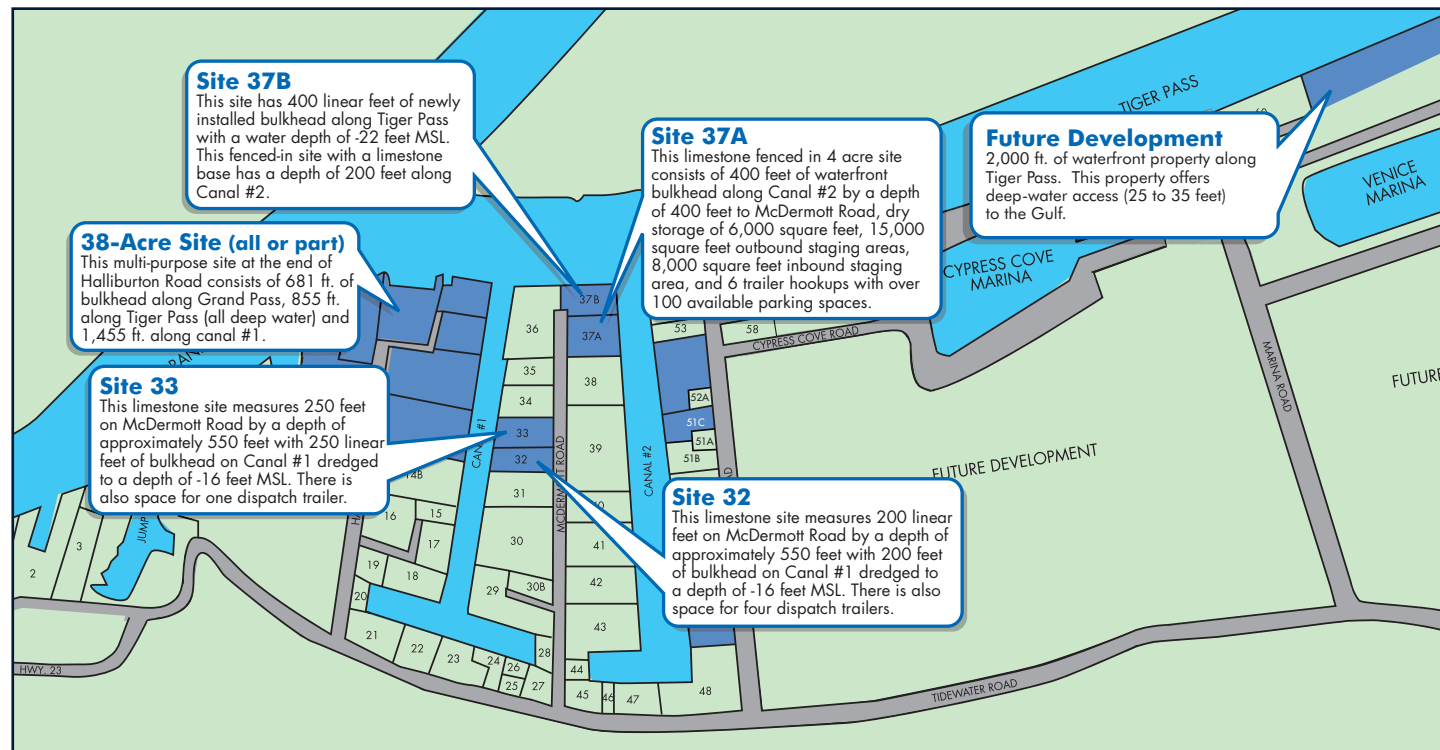 Site 37B
This site has 400 linear feet of newly
installed bulkhead along Tiger Pass
with a water depth of -22 feet MSL.
This fenced-in site with a limestone
base has a depth of 200 feet along
Canal #2.
Site 37A
This limestone fenced in 4 acre site
consists of 400 feet of waterfront
bulkhead along Canal #2 by a depth
of 400 feet to McDermott Road, dry
storage of 6,000 square feet, 15,000
square feet outbound staging areas,
8,000 square feet inbound staging
area, and 6 trailer hookups with over
100 available parking spaces.
Future Development
2,000 ft. of waterfront property along
Tiger Pass. This property offers
deep-water access (25 to 35 feet)
to the Gulf.
38-Acre Site (all or part)
This multi-purpose site at the end of
Halliburton Road consists of 681 ft. of
bulkhead along Grand Pass, 855 ft.
along Tiger Pass (all deep water) and
1,455 ft. along canal #1.
Site 33
This limestone site measures 250 feet
on McDermott Road by a depth of
approximately 550 feet with 250 linear
feet of bulkhead on Canal #1 dredged
to a depth of -16 feet MSL. There is
also space for one dispatch trailer.
Site 32
This limestone site measures 200 linear
feet on McDermott Road by a depth of
approximately 550 feet with 200 feet
of bulkhead on Canal #1 dredged to
a depth of -16 feet MSL. There is also
space for four dispatch trailers.
TIGER PASS
VENICE
MARINA
CYPRESS COVE
MARINA
CYPRESS COVE ROAD
MARINA ROAD
FUTURE
FUTURE DEVELOPMENT
TIDEWATER ROAD
HWY. 23
MCDERMOTT ROAD
CANAL #2
#1
37B
37A
36
35
34
33
32
31
30
30B
29
28
27
26
25
24
23
22
21
20
19
18
17
16
15
14B
3
2
38
39
41
42
43
44
45
46
47
48
53
58
52A
51C
51A
51B